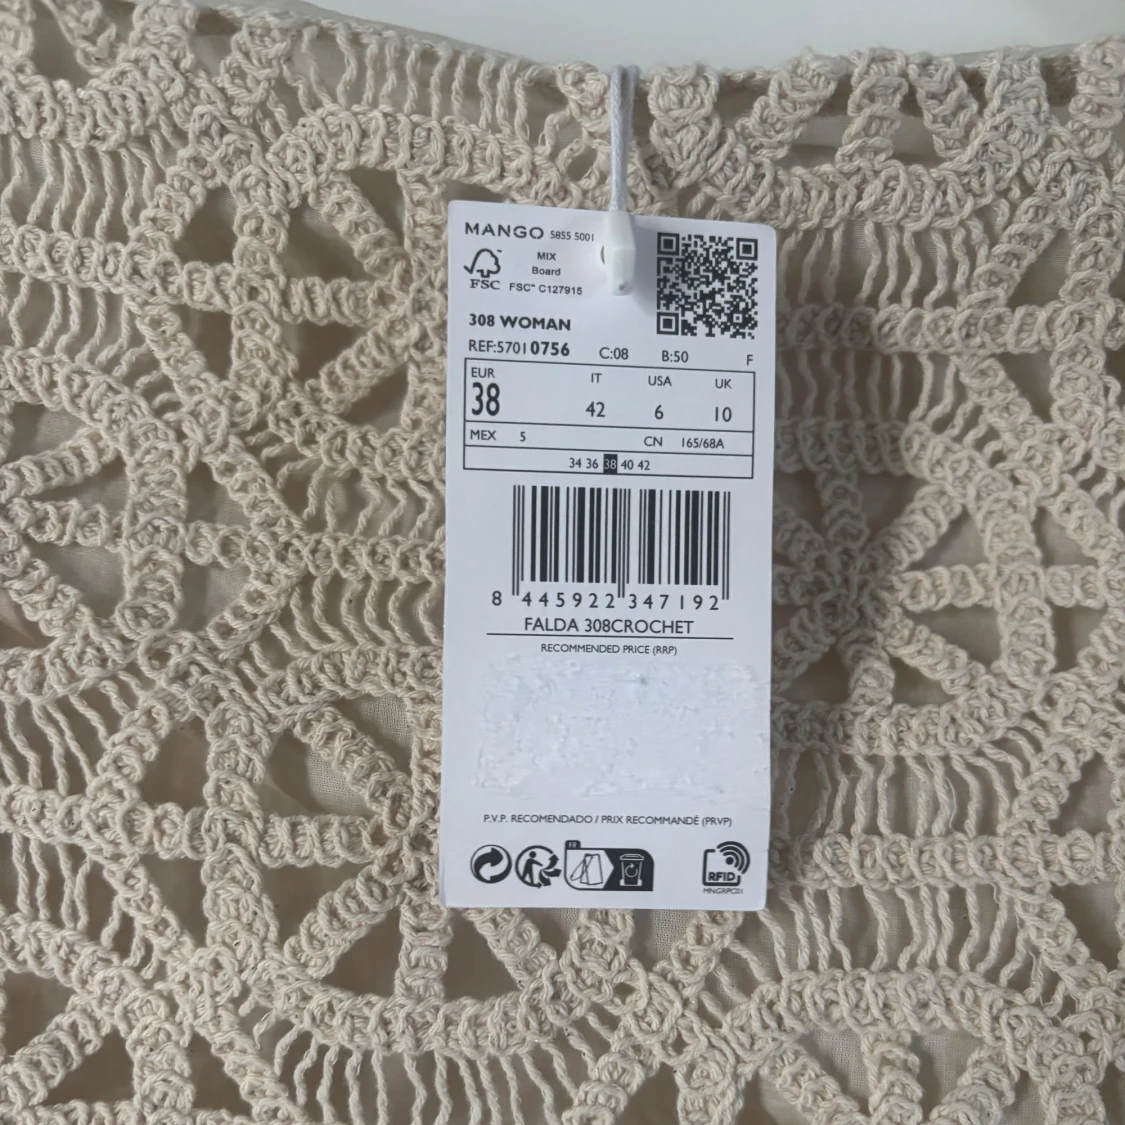 MANGO 5855 5001
MIX
Board
FSC FSC™ C127915
308 WOMAN
REF:57010756 C:08 B:50 F
EUR IT USA UK
38 42 6 10
MEX 5 CN 165/68A
34 36 38 40 42
8 445922 347192
FALDA 308CROCHET
RECOMMENDED PRICE (RRP)
P.V.P. RECOMENDADO / PRIX RECOMMANDÉ (PRVP)
FR
RFID